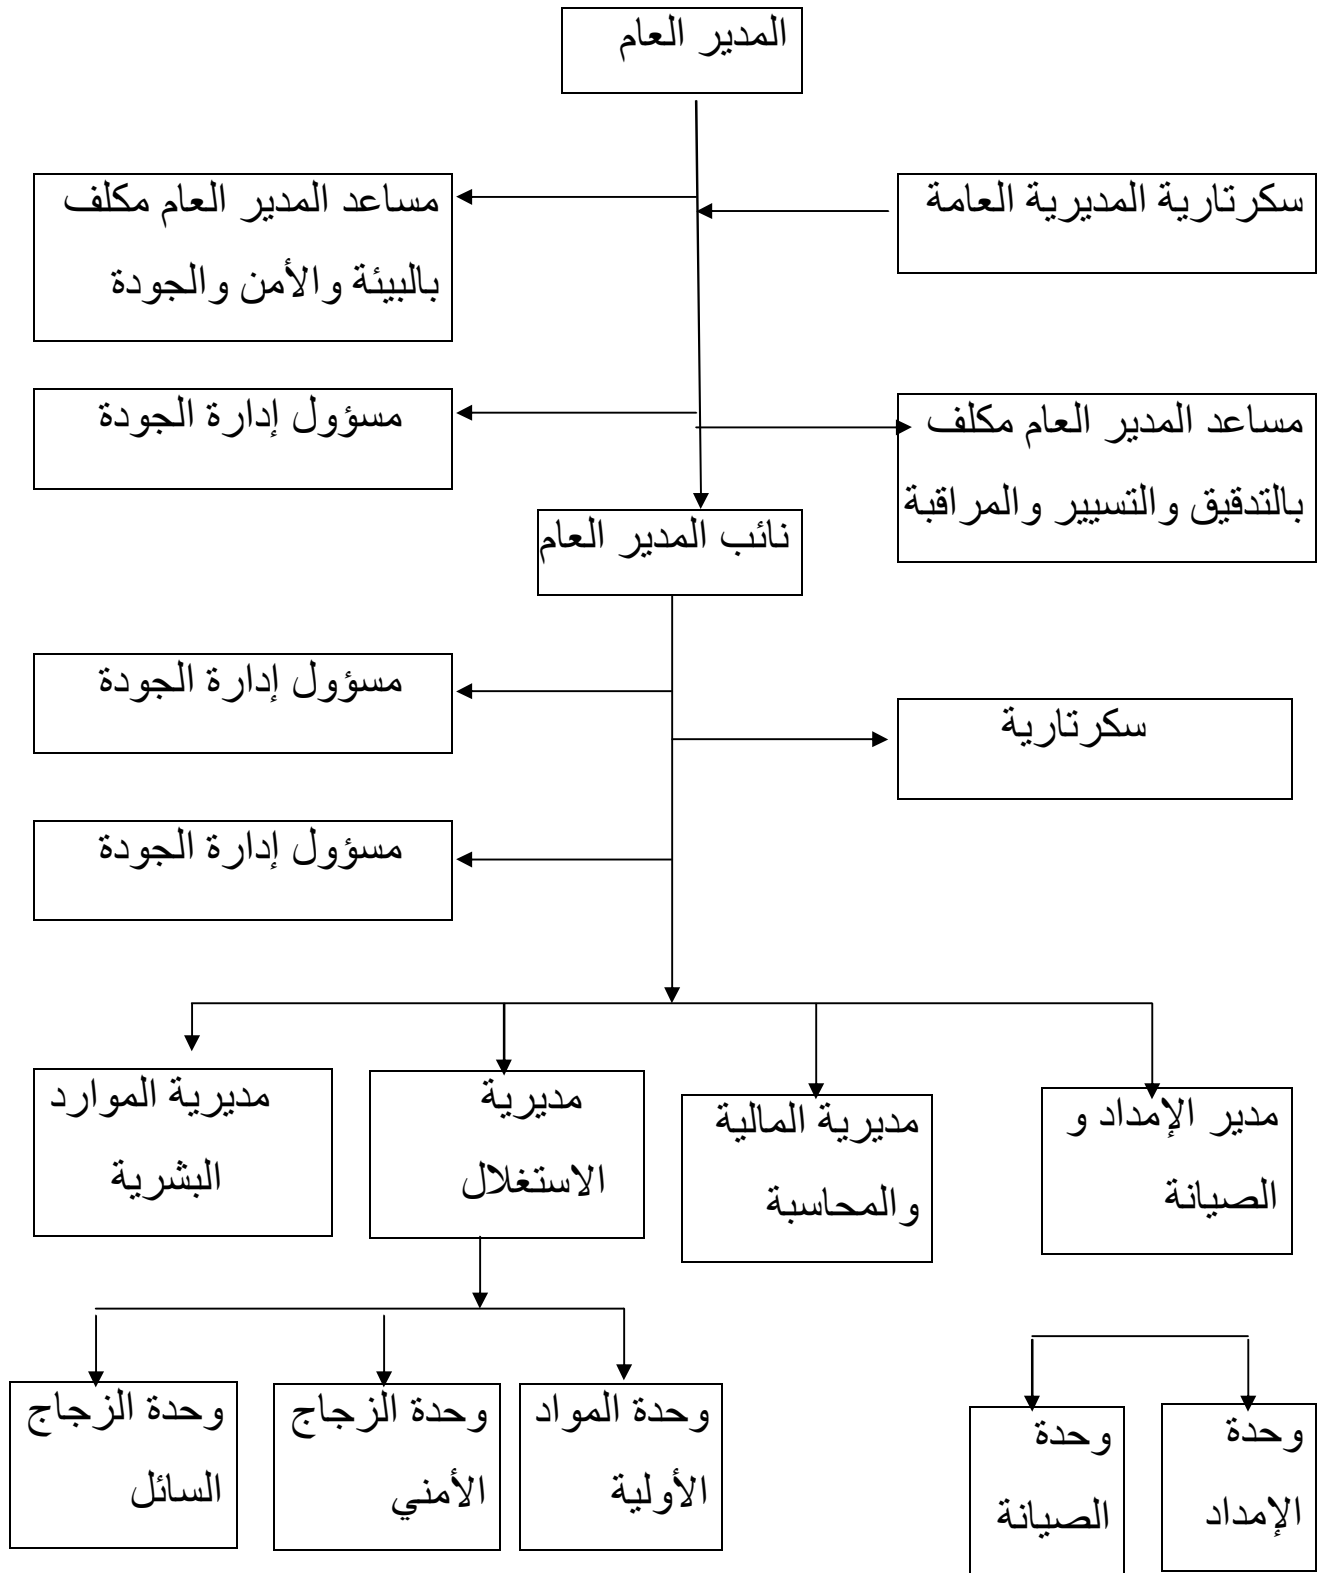 المدير العام
سكرتارية المديرية العامة
مساعد المدير العام مكلف
بالبيئة والأمن والجودة
مساعد المدير العام مكلف
بالتدقيق والتسيير والمراقبة
مسؤول إدارة الجودة
نائب المدير العام
مسؤول إدارة الجودة
سكرتارية
مسؤول إدارة الجودة
مدير الإمداد و
الصيانة
مديرية المالية
والمحاسبة
مديرية
الاستغلال
مديرية الموارد
البشرية
وحدة
الإمداد
وحدة
الصيانة
وحدة المواد
الأولية
وحدة الزجاج
الأمني
وحدة الزجاج
السائل